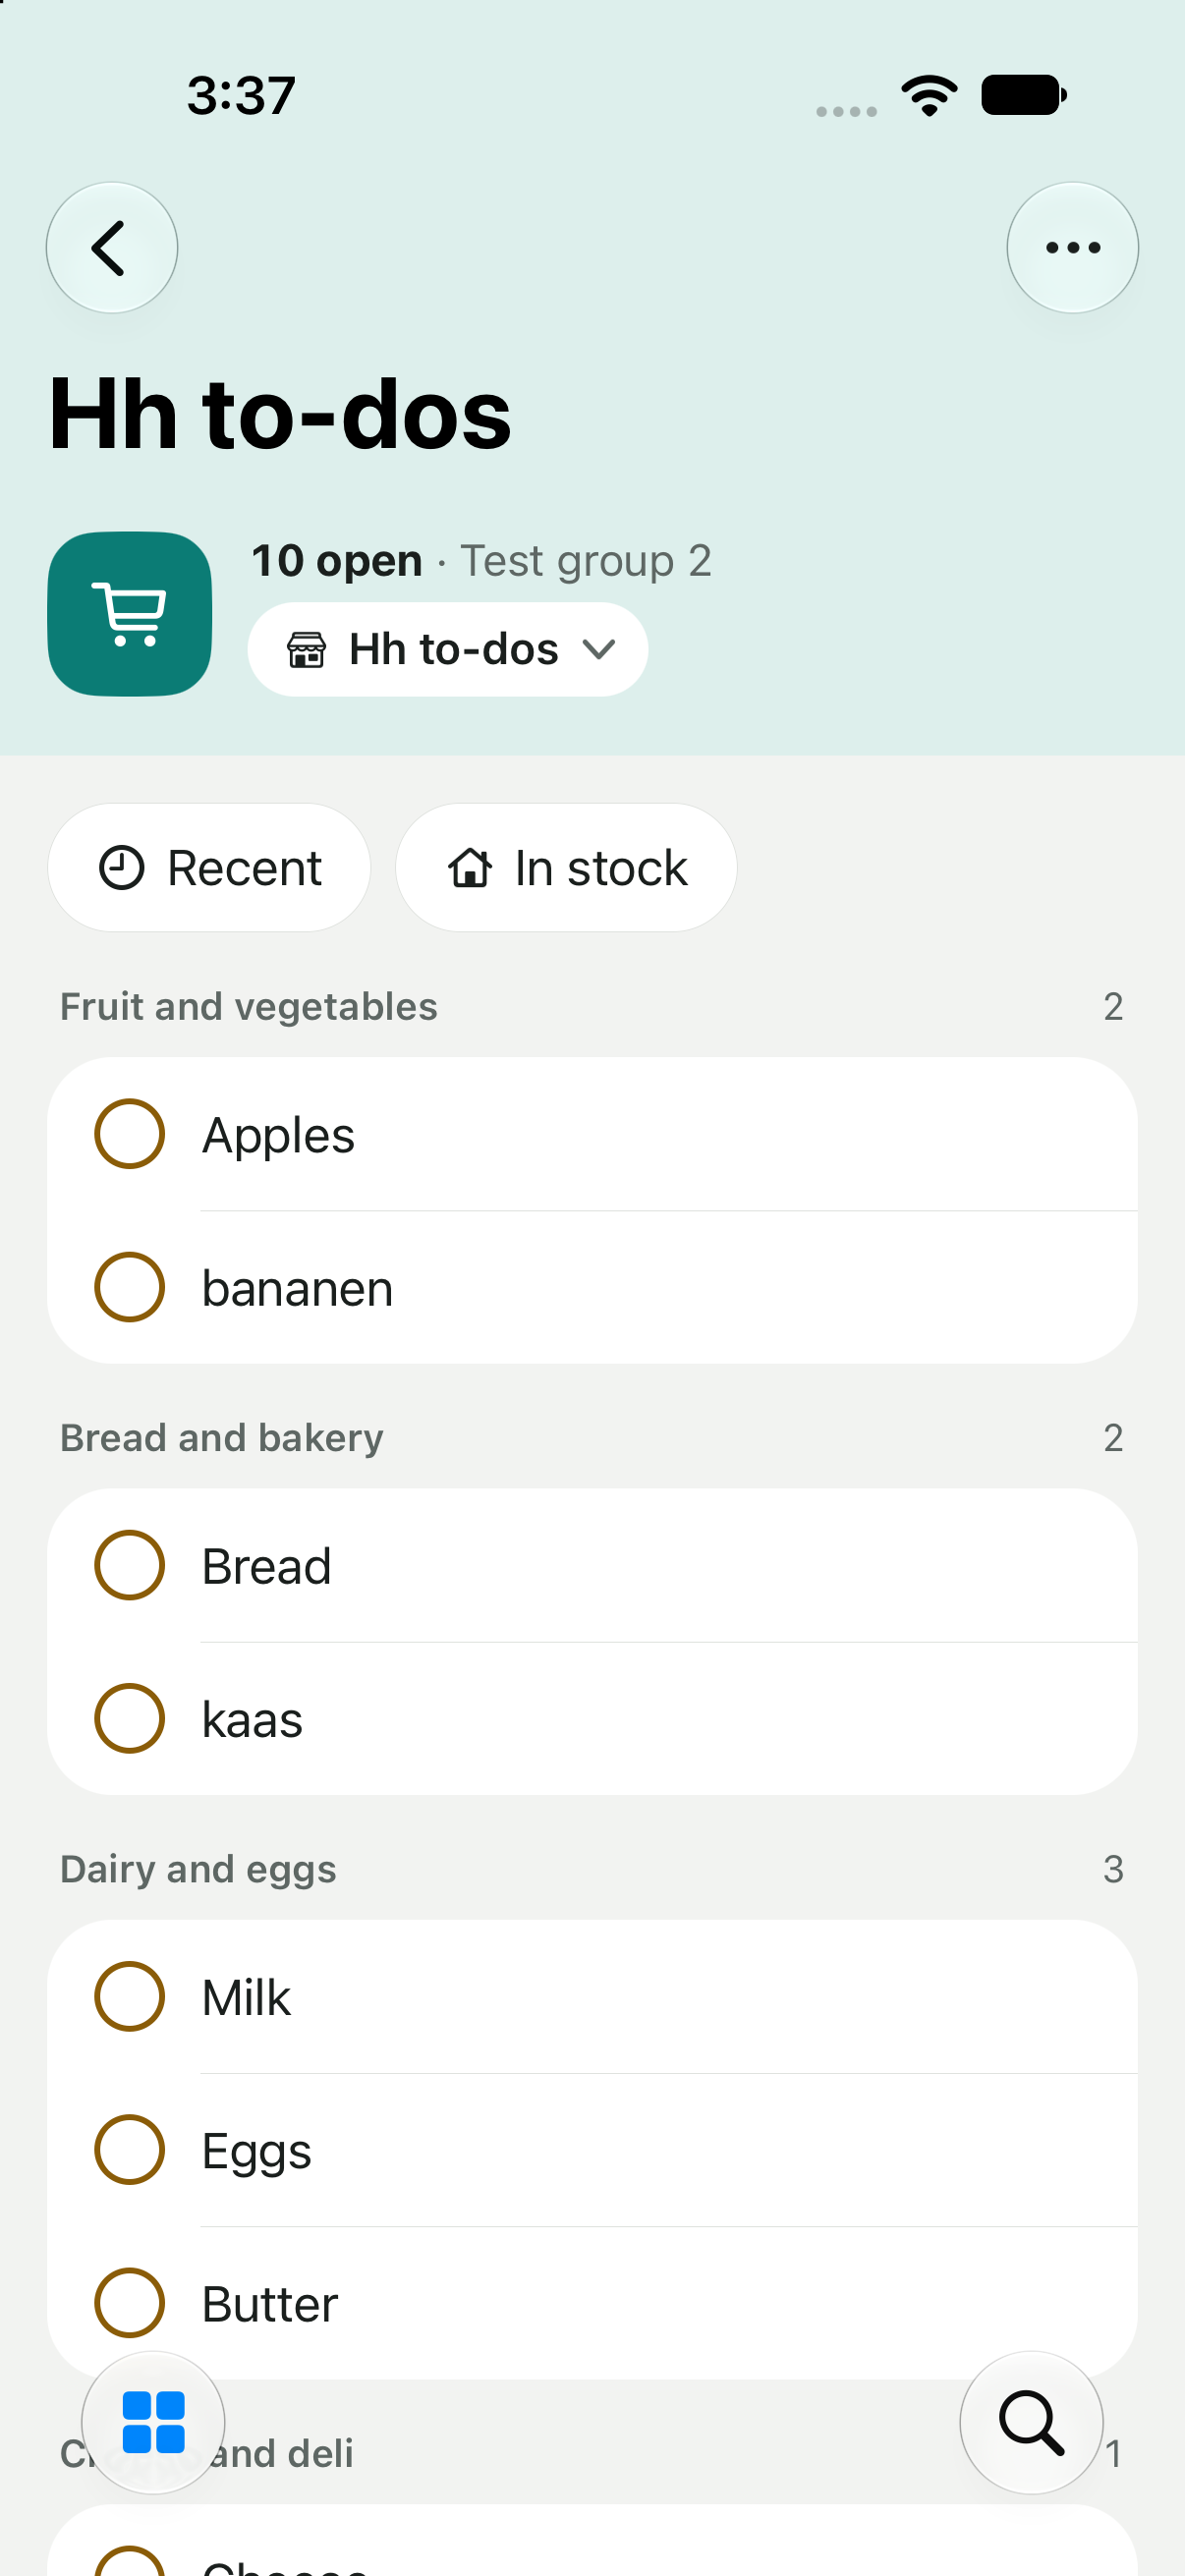 3:37
Hh to-dos
10 open · Test group 2
Hh to-dos
Recent
In stock
Fruit and vegetables 2
Apples
bananen
Bread and bakery 2
Bread
kaas
Dairy and eggs 3
Milk
Eggs
Butter
and deli 1